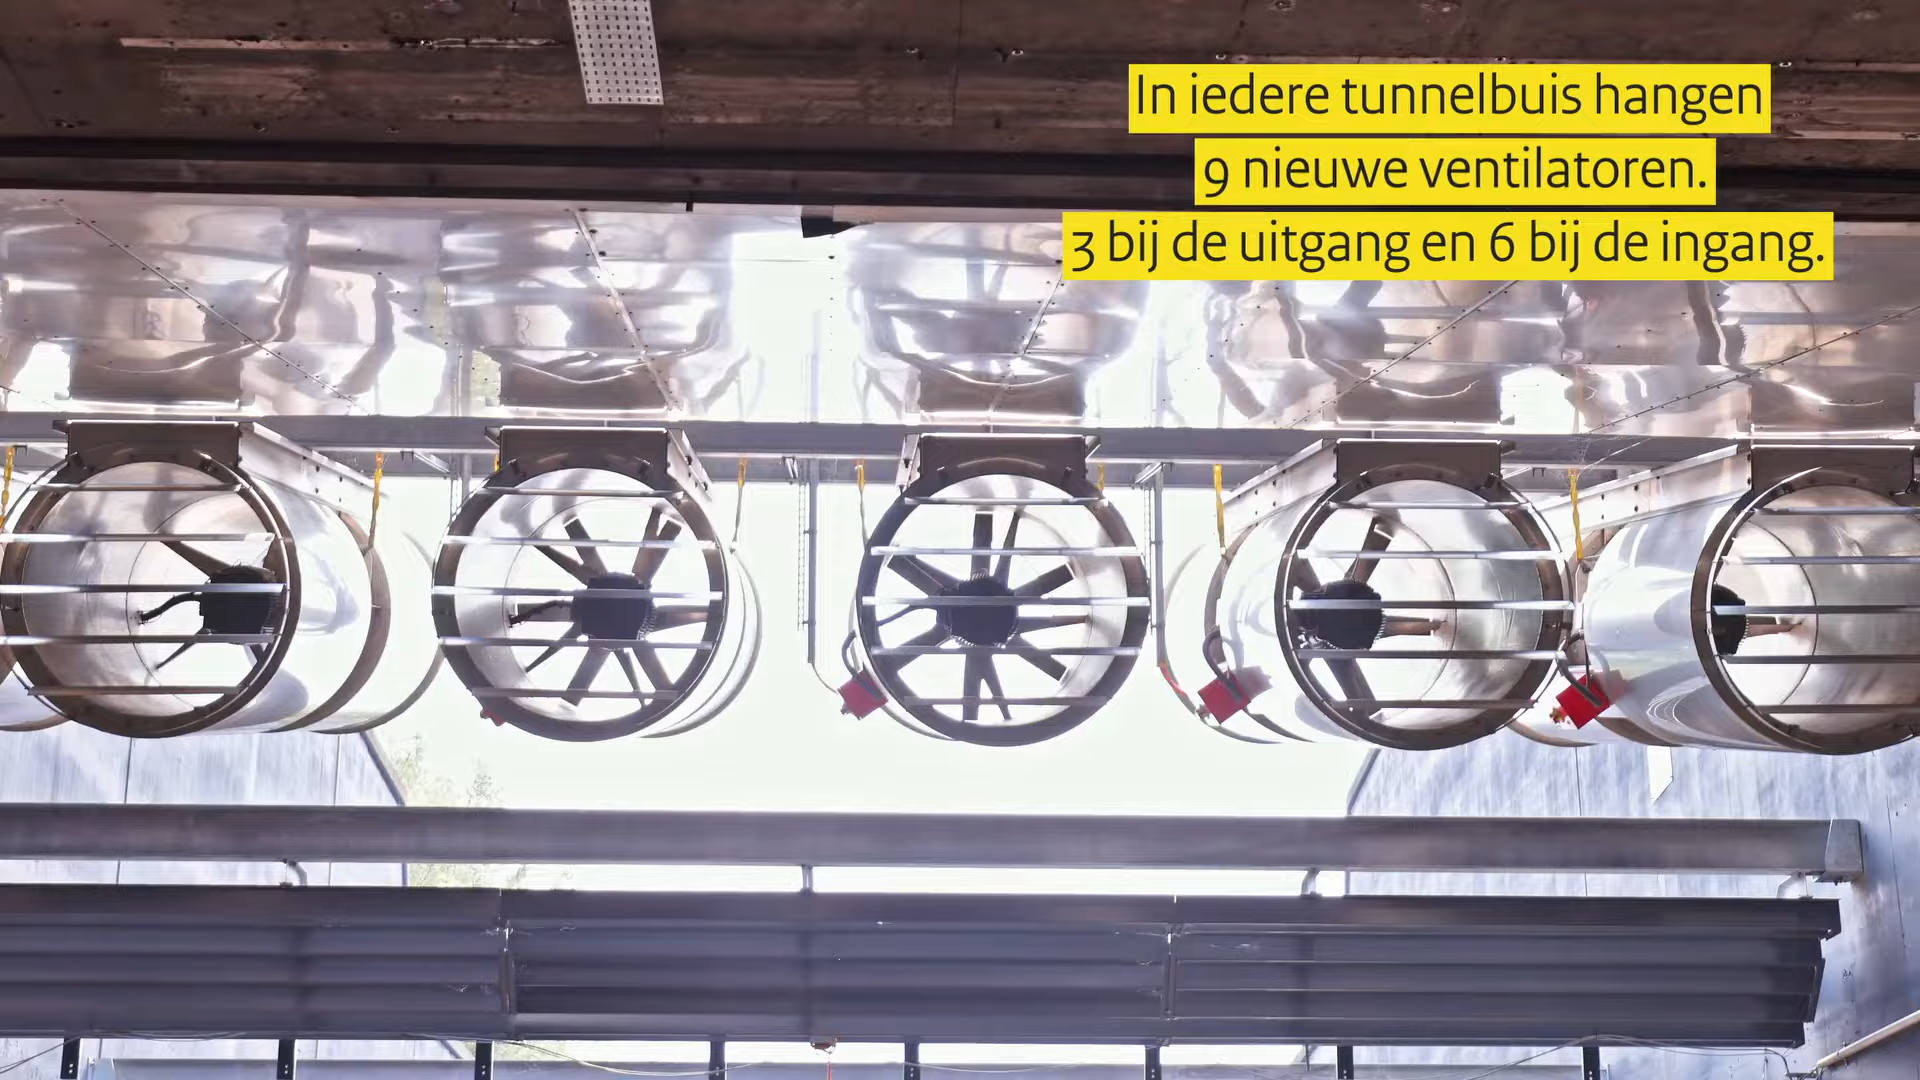 In iedere tunnelbuis hangen
9 nieuwe ventilatoren.
3 bij de uitgang en 6 bij de ingang.